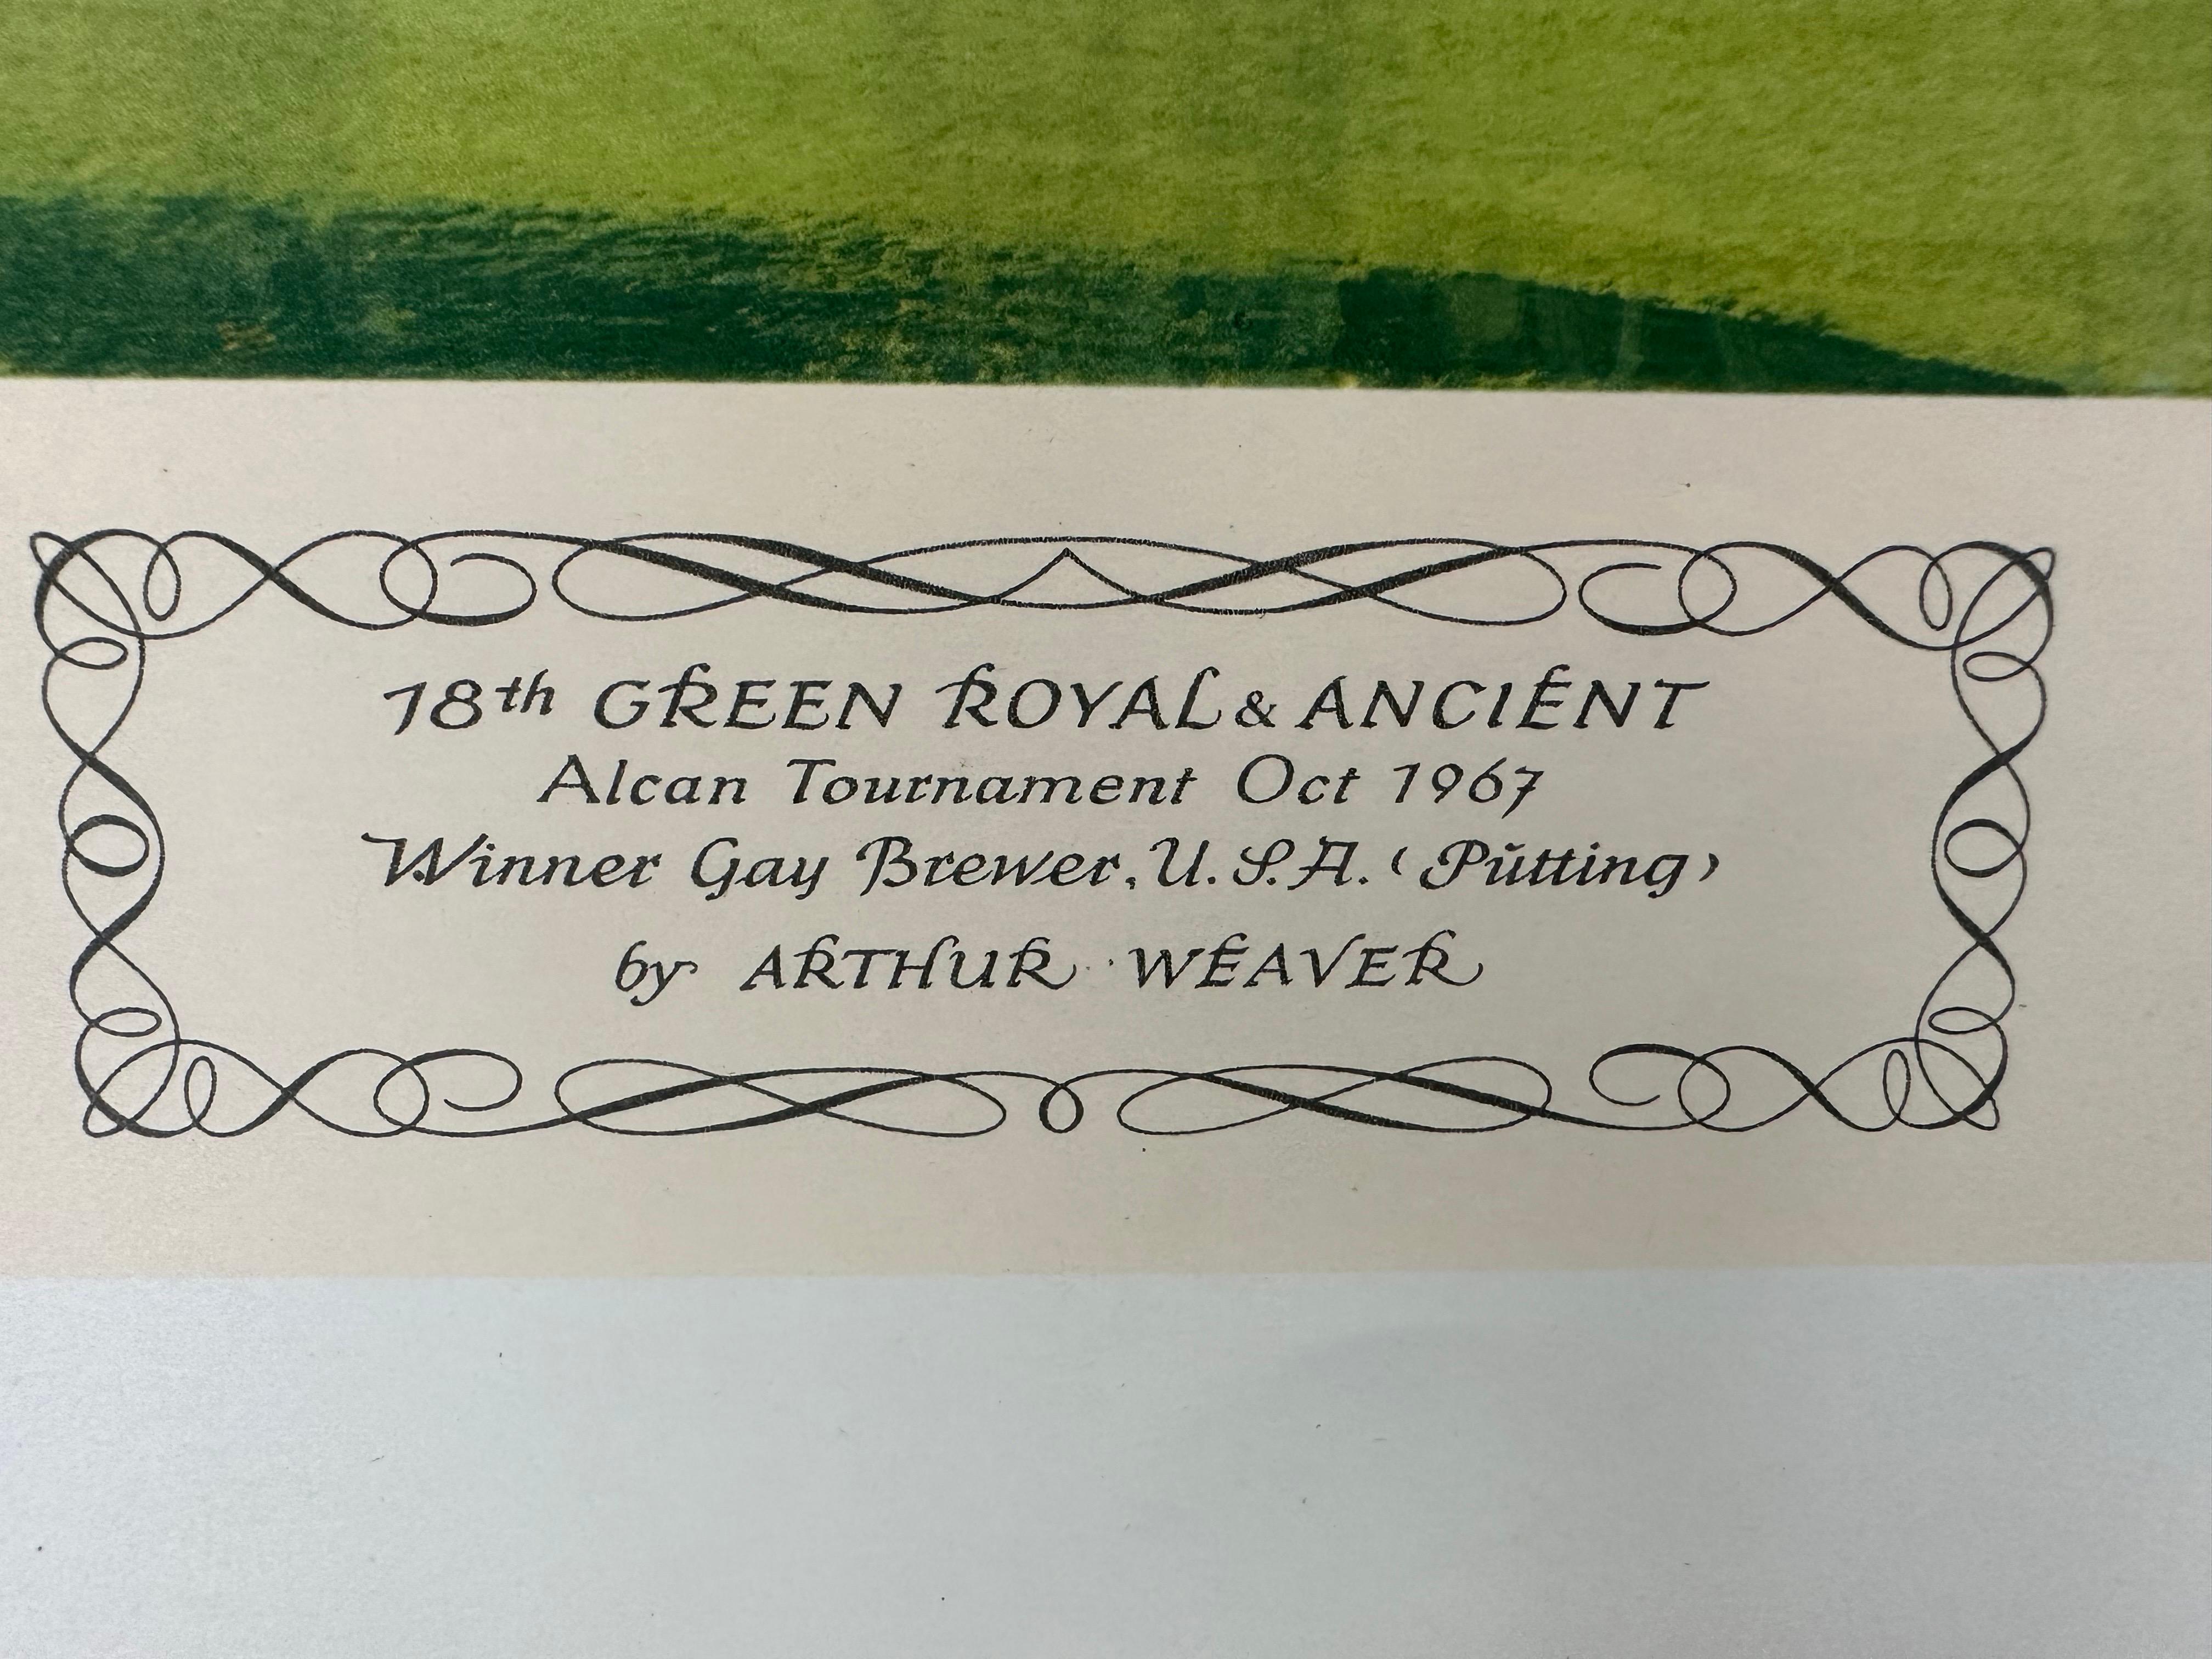 18th GREEN ROYAL & ANCIENT
Alcan Tournament Oct 1967
Winner Gay Brewer, U.S.A. (Putting)
by ARTHUR WEAVER